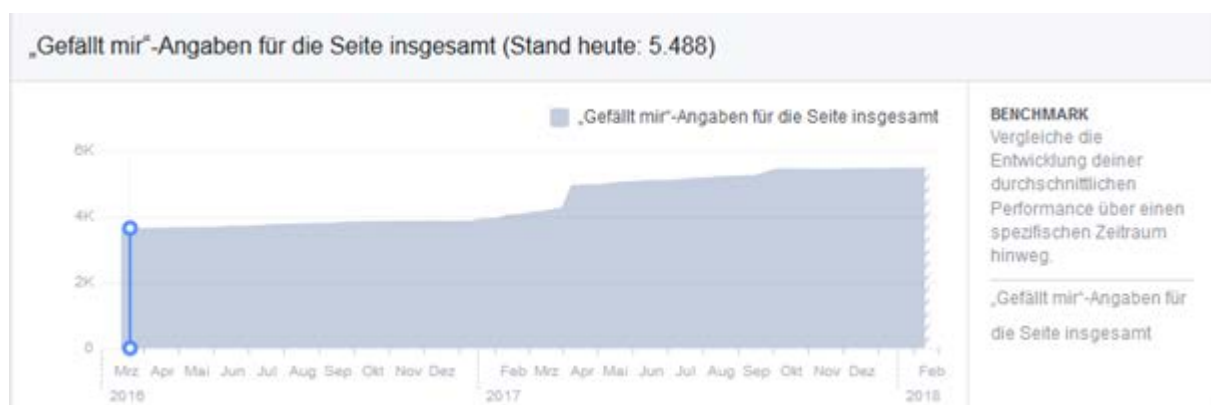 „Gefällt mir“-Angaben für die Seite insgesamt (Stand heute: 5.488)
„Gefällt mir“-Angaben für die Seite insgesamt
6K
4K
2K
0
Mrz Apr Mai Jun Jul Aug Sep Okt Nov Dez Feb Mrz Apr Mai Jun Jul Aug Sep Okt Nov Dez Feb
2016 2017 2018
BENCHMARK
Vergleiche die
Entwicklung deiner
durchschnittlichen
Performance über einen
spezifischen Zeitraum
hinweg.
„Gefällt mir“-Angaben für
die Seite insgesamt